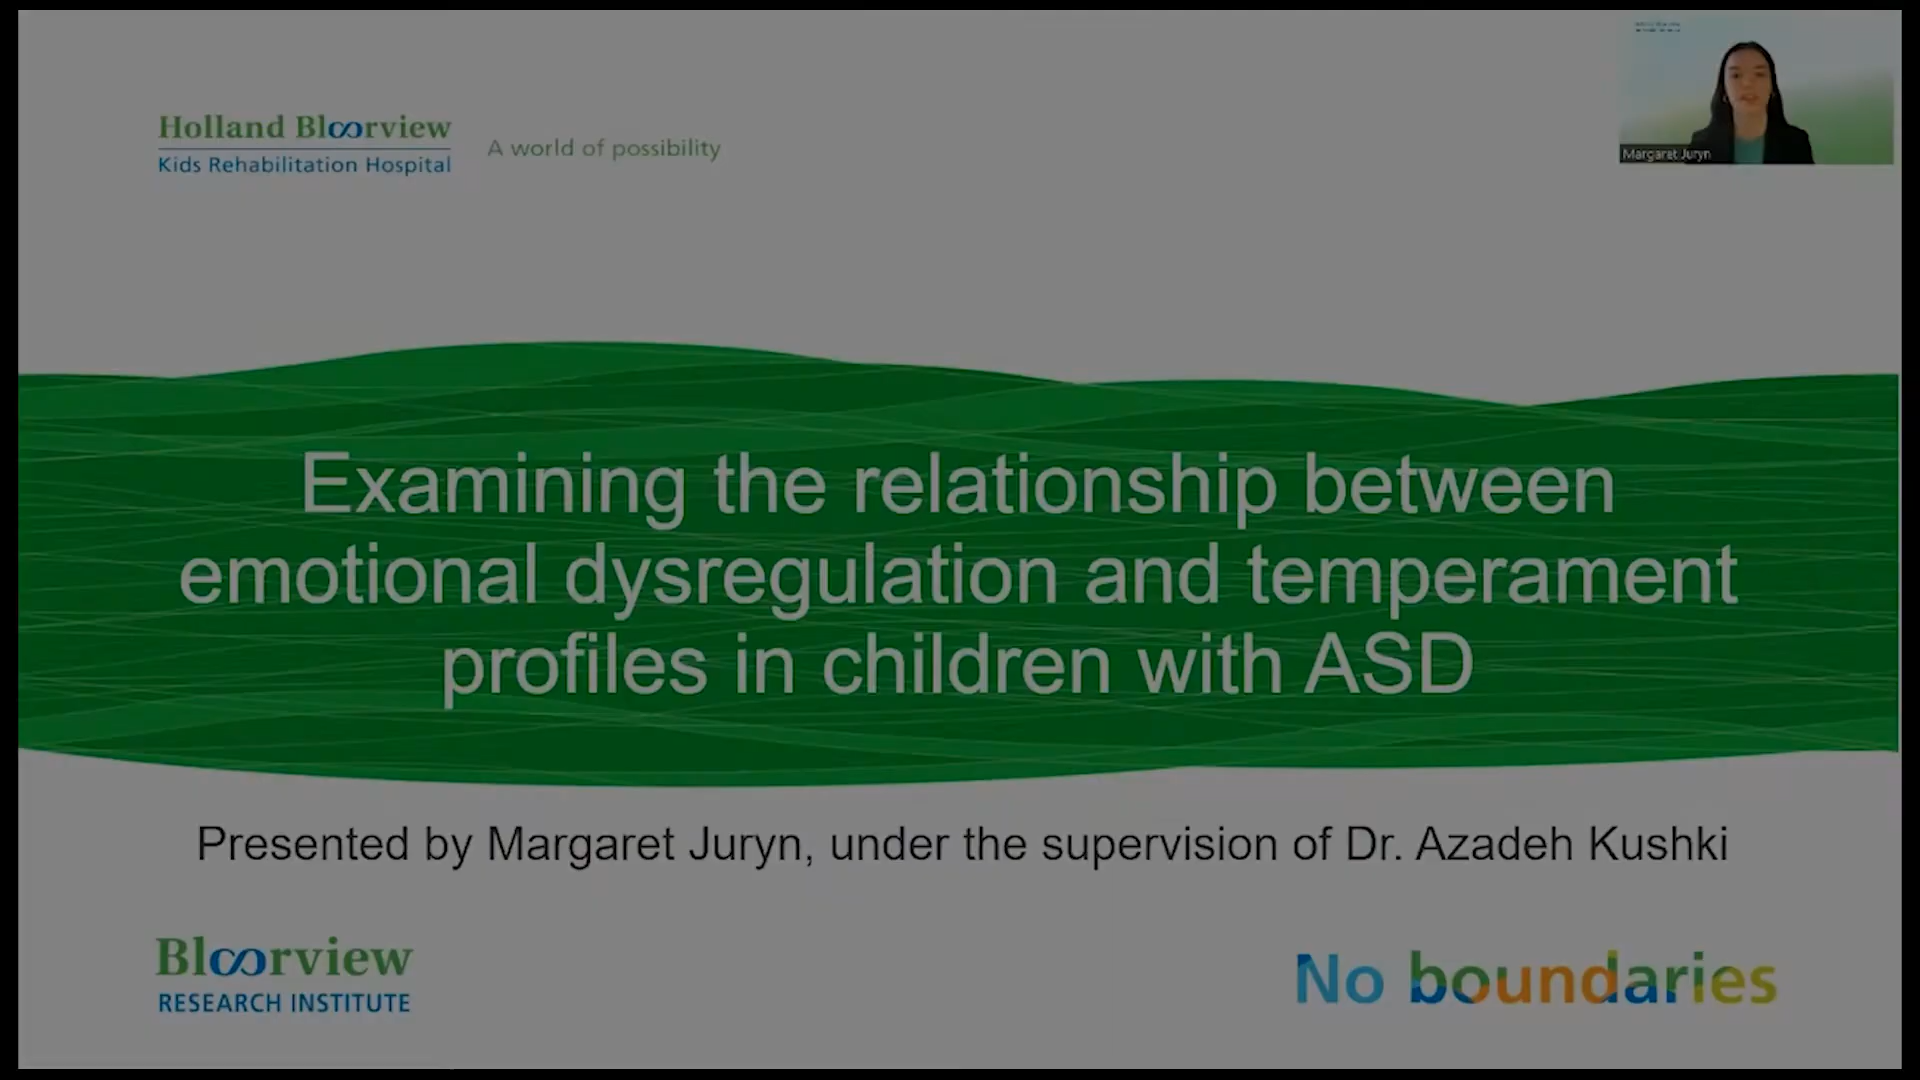 Holland Bloorview
Kids Rehabilitation Hospital
A world of possibility
Margaret Juryn
Examining the relationship between
emotional dysregulation and temperament
profiles in children with ASD
Presented by Margaret Juryn, under the supervision of Dr. Azadeh Kushki
Bloorview
RESEARCH INSTITUTE
No boundaries